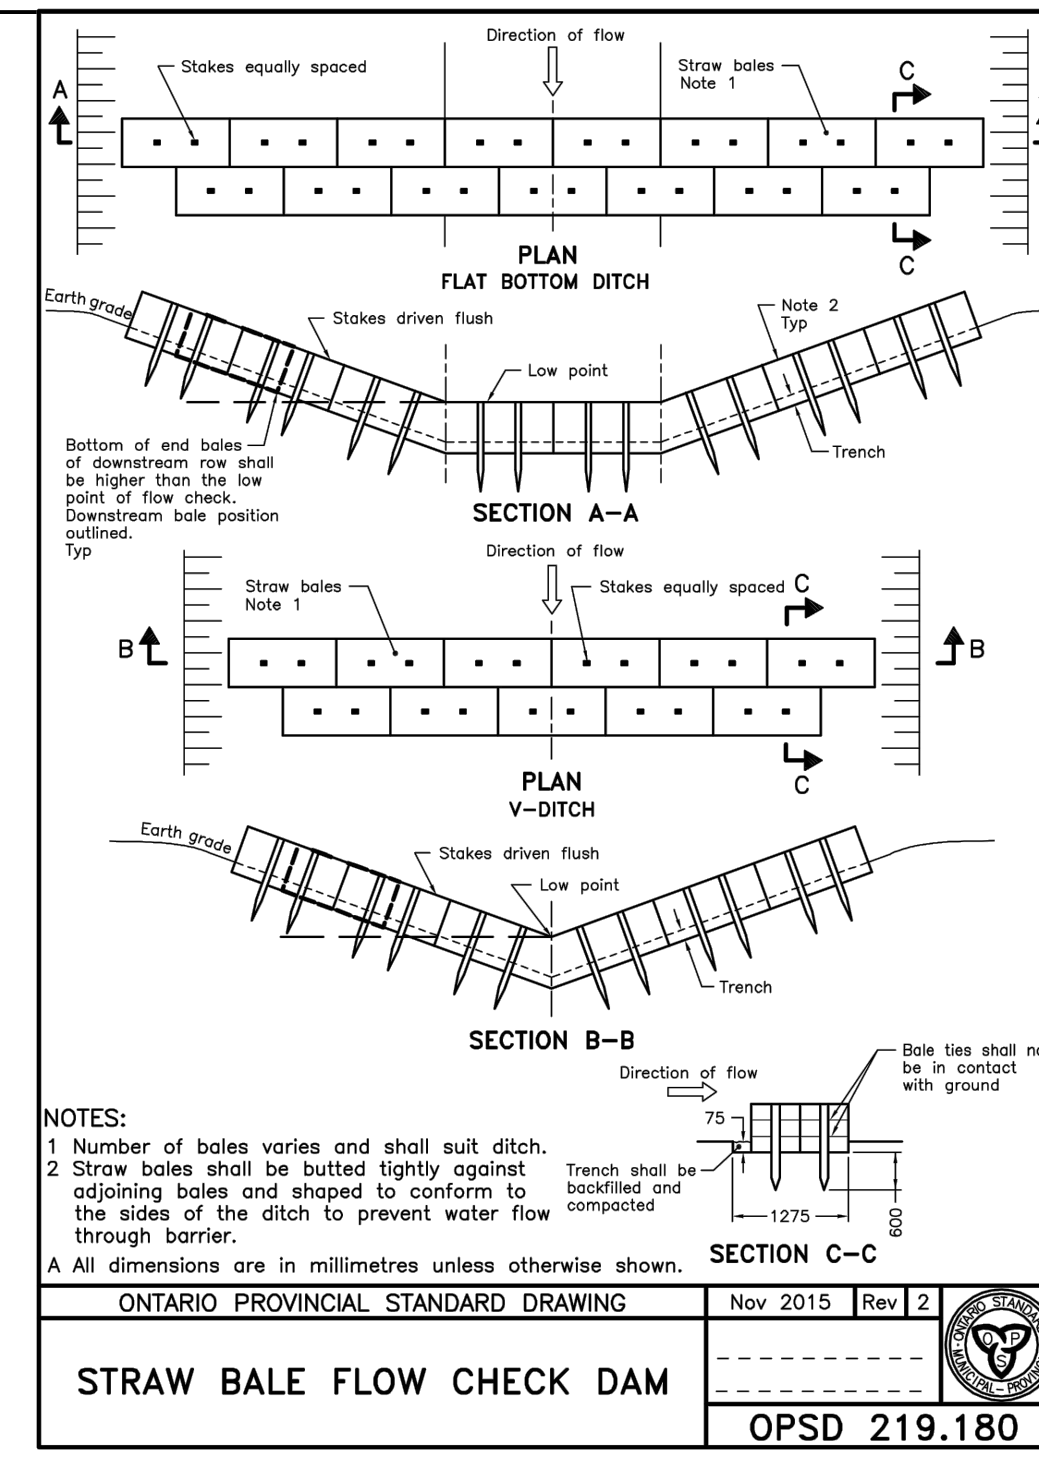 Direction of flow
Stakes equally spaced
Straw bales
Note 1
C
A
C
PLAN
FLAT BOTTOM DITCH
Earth grade
Stakes driven flush
Note 2
Typ
Low point
Bottom of end bales
of downstream row shall
be higher than the low
point of flow check.
Downstream bale position
outlined.
Typ
Trench
SECTION A-A
Direction of flow
Straw bales
Note 1
Stakes equally spaced
C
B
B
C
PLAN
V-DITCH
Earth grade
Stakes driven flush
Low point
Trench
SECTION B-B
Bale ties shall
be in contact
with ground
Direction of flow
75
Trench shall be
backfilled and
compacted
1275
600
SECTION C-C
NOTES:
1 Number of bales varies and shall suit ditch.
2 Straw bales shall be butted tightly against
adjoining bales and shaped to conform to
the sides of the ditch to prevent water flow
through barrier.
A All dimensions are in millimetres unless otherwise shown.
ONTARIO PROVINCIAL STANDARD DRAWING
Nov 2015 Rev 2
STRAW BALE FLOW CHECK DAM
OPSD 219.180
ONTARIO
MUNICIPAL-
O P
S